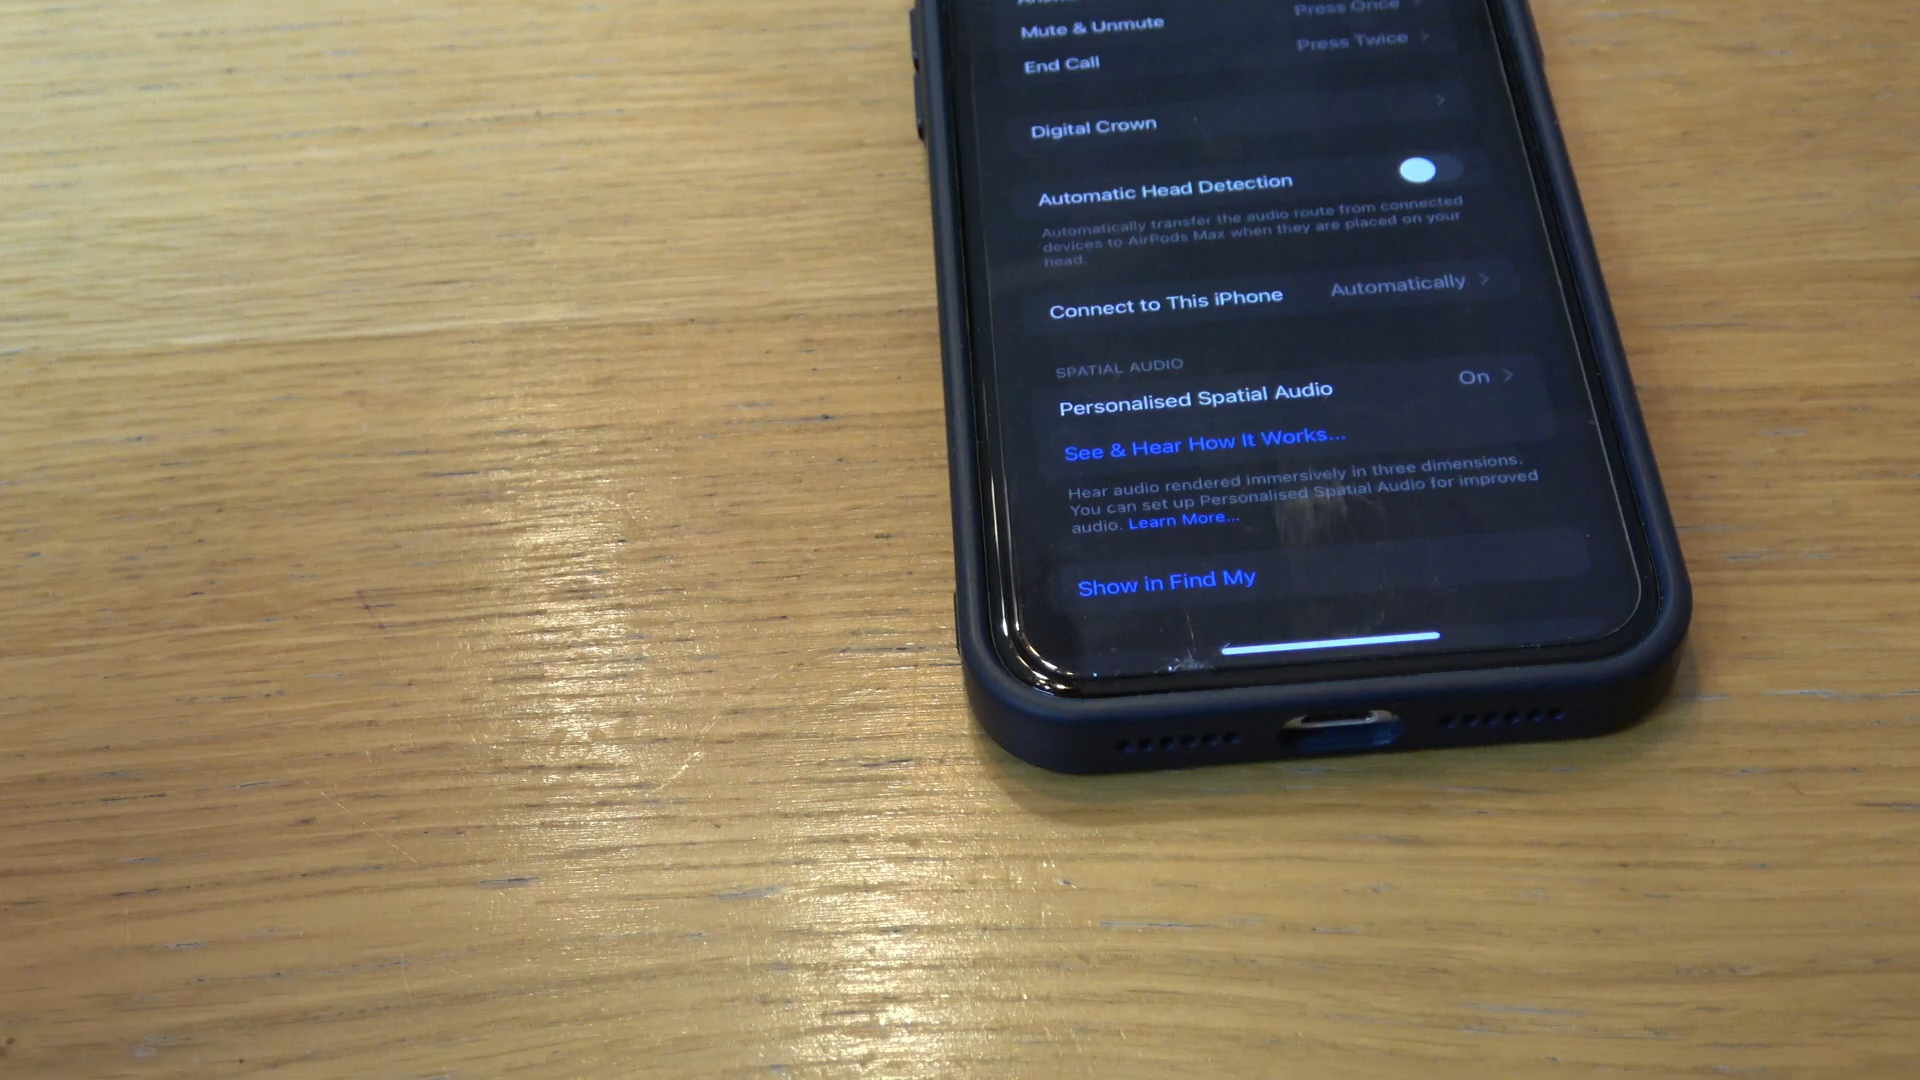 Press Once
Mute & Unmute
Press Twice
End Call
Digital Crown
Automatic Head Detection
Automatically transfer the audio route from connected
devices to AirPods Max when they are placed on your
head.
Connect to This iPhone Automatically
SPATIAL AUDIO
Personalised Spatial Audio On
See & Hear How It Works...
Hear audio rendered immersively in three dimensions.
You can set up Personalised Spatial Audio for improved
audio. Learn More...
Show in Find My